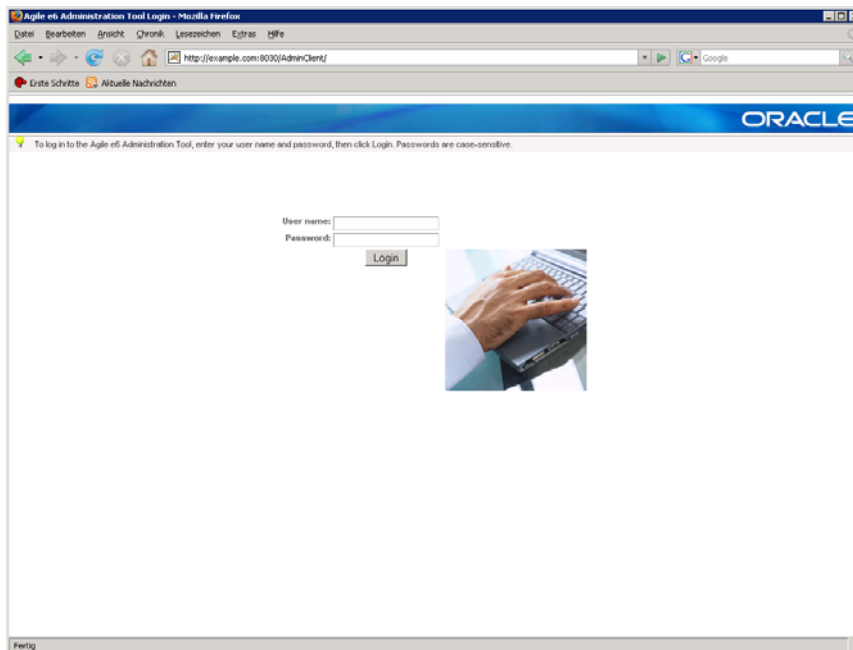 Agile e6 Administration Tool Login - Mozilla Firefox
Datei Bearbeiten Ansicht Chronik Lesezeichen Extras Hilfe
http://example.com:8030/AdminClient/
Google
Erste Schritte Aktuelle Nachrichten
ORACLE
To log in to the Agile e6 Administration Tool, enter your user name and password, then click Login. Passwords are case-sensitive.
User name:
Password:
Login
Fertig